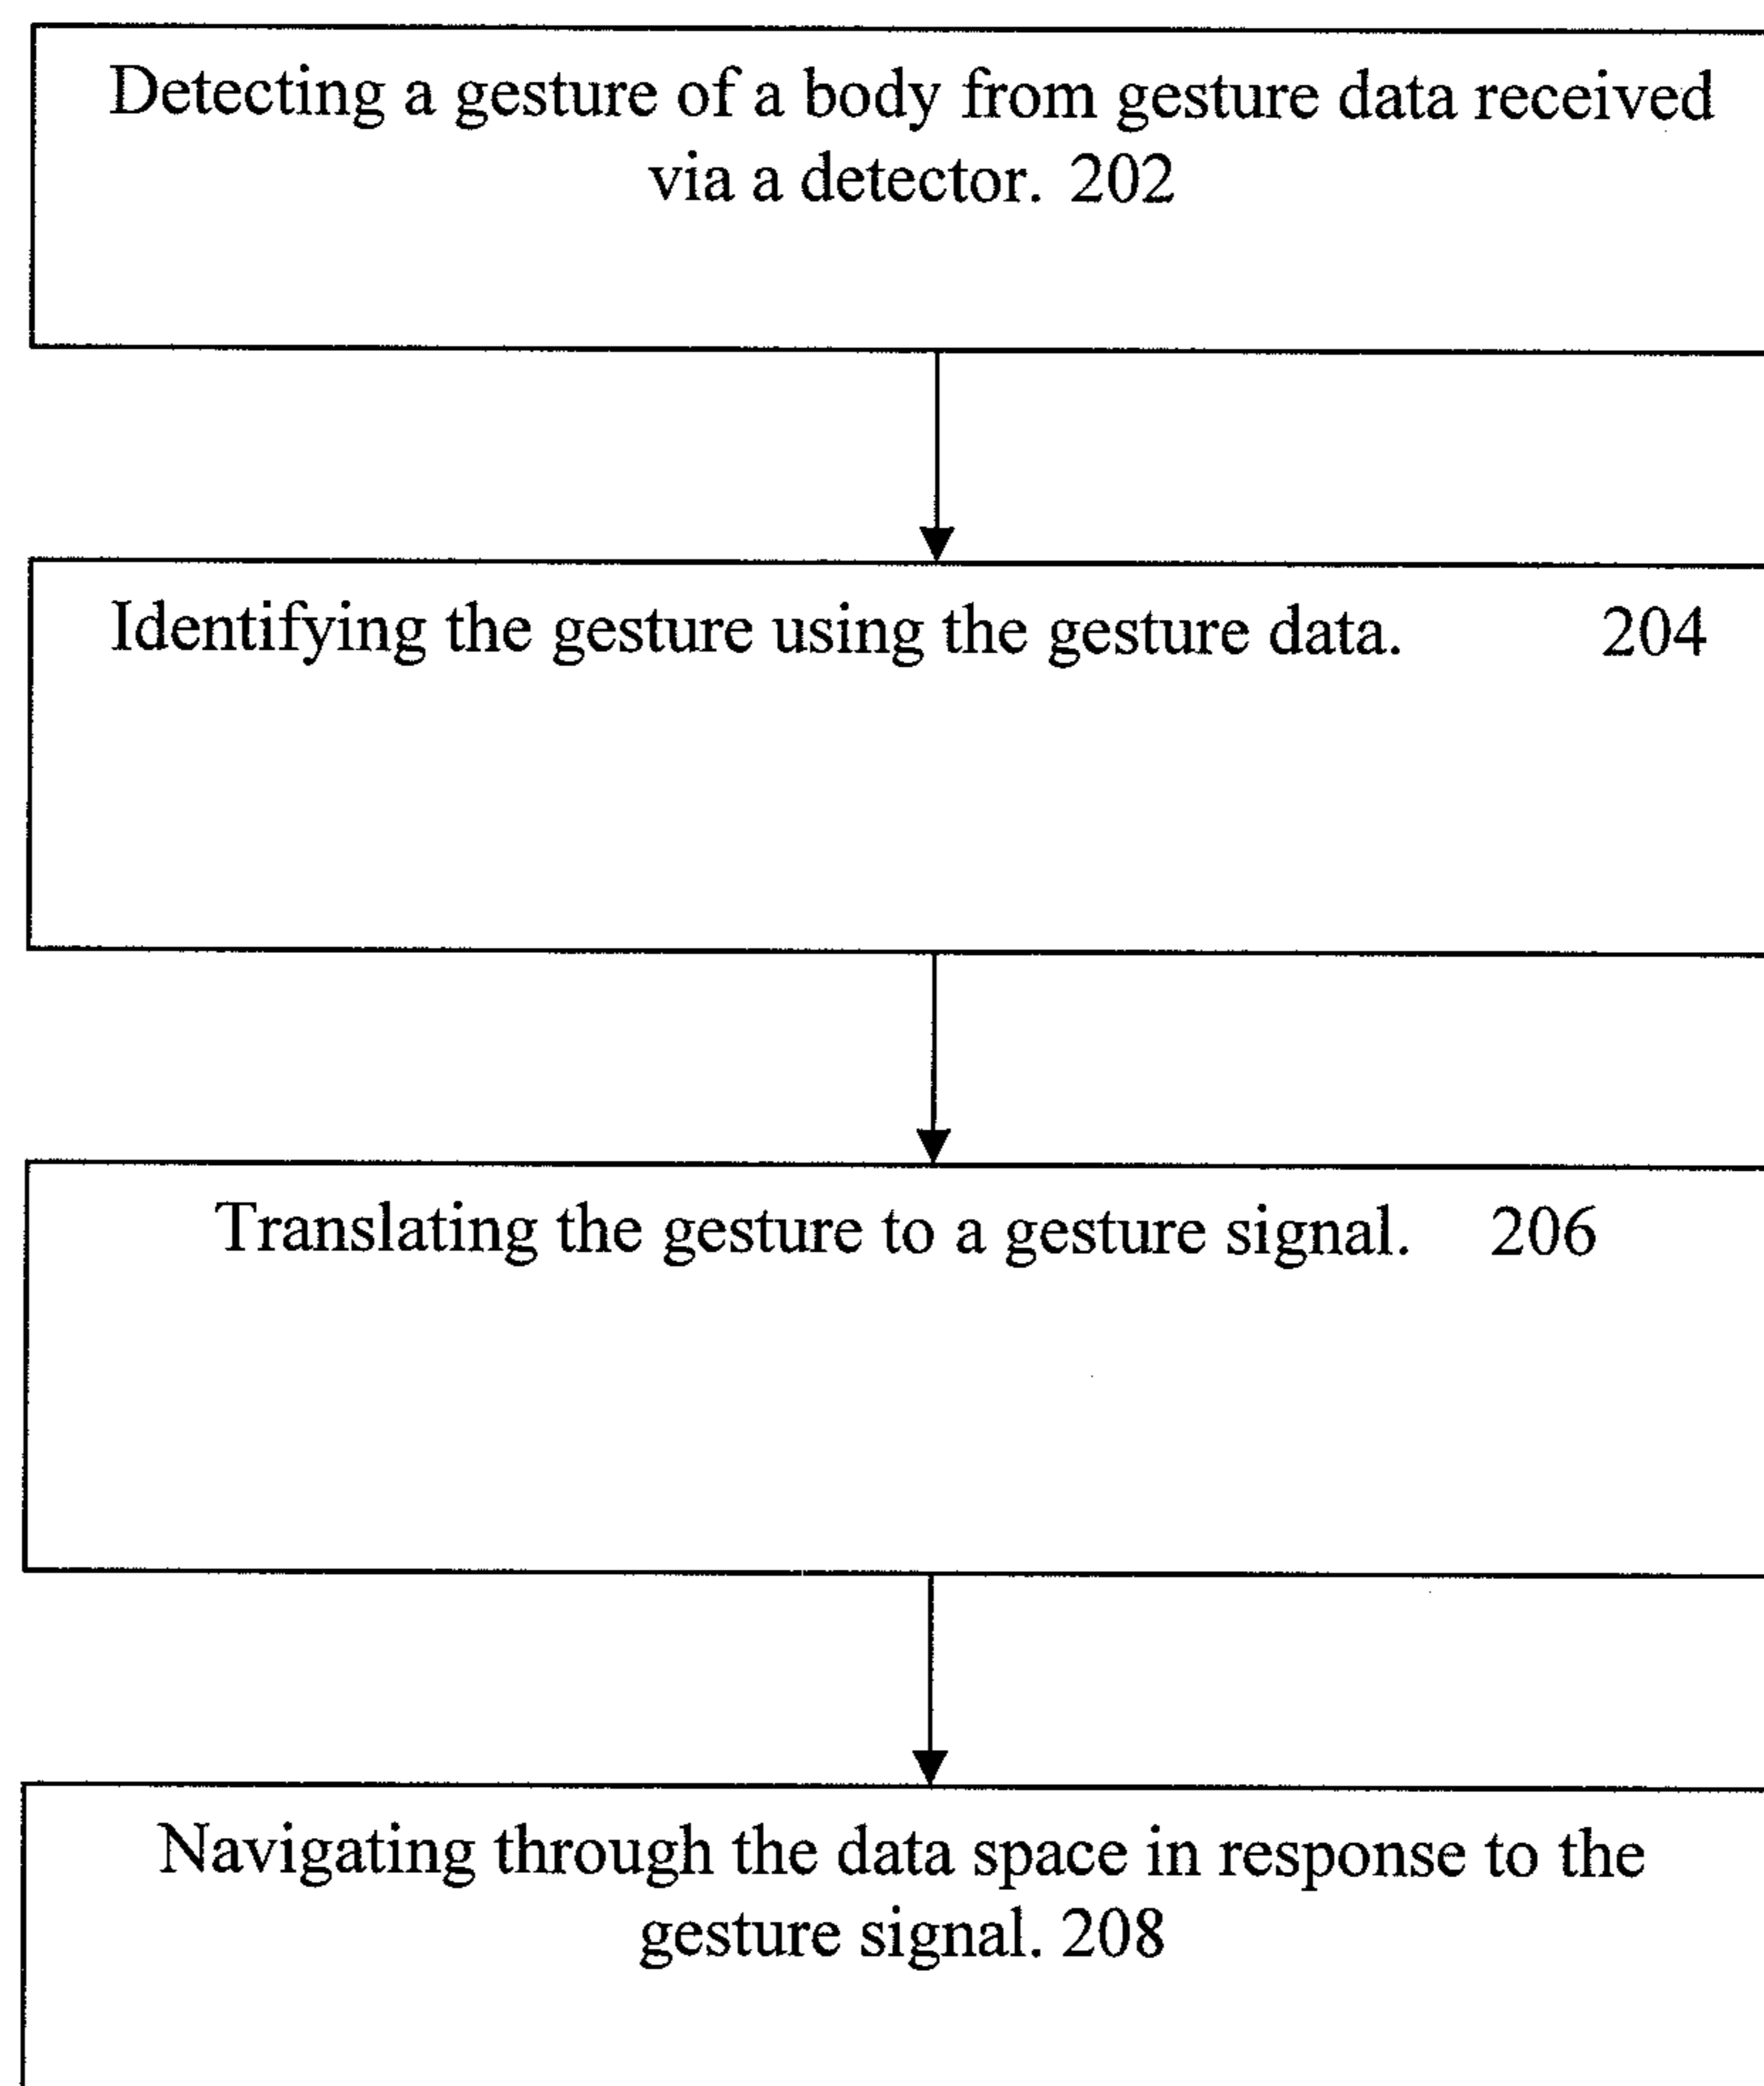 Detecting a gesture of a body from gesture data received
via a detector. 202
Identifying the gesture using the gesture data. 204
Translating the gesture to a gesture signal. 206
Navigating through the data space in response to the
gesture signal. 208